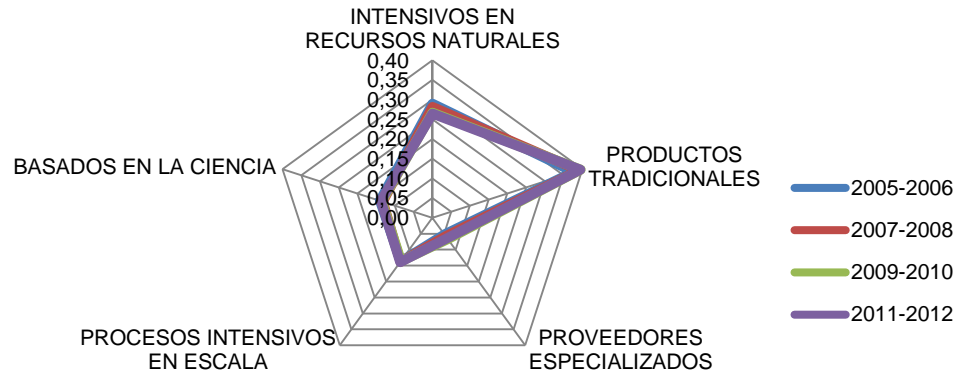 INTENSIVOS EN
RECURSOS NATURALES
0,40
0,35
0,30
0,25
0,20
0,15
0,10
0,05
0,00
BASADOS EN LA CIENCIA
PRODUCTOS
TRADICIONALES
2005-2006
2007-2008
2009-2010
2011-2012
PROCESOS INTENSIVOS
EN ESCALA
PROVEEDORES
ESPECIALIZADOS